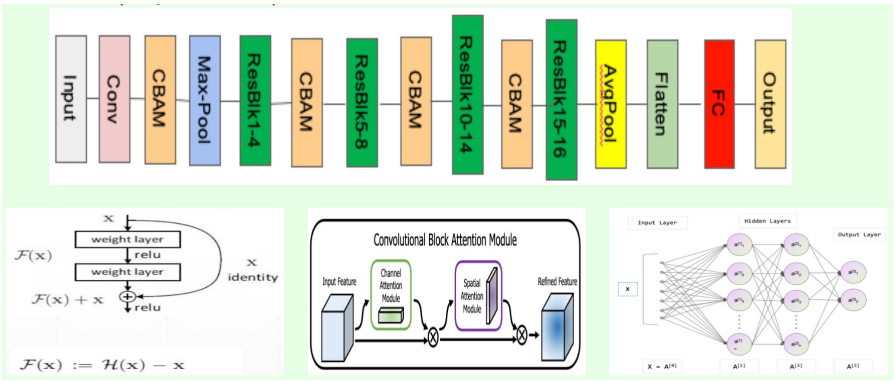 Input
Conv
CBAM
Max-Pool
ResBlk1-4
CBAM
ResBlk5-8
CBAM
ResBlk10-14
CBAM
ResBlk15-16
AvgPool
Flatten
FC
Output
x
weight layer
F(x)
relu
x
weight layer
identity
F(x) + x
relu
F(x) := H(x) − x
Convolutional Block Attention Module
Input Feature
Channel
Attention
Module
Spatial
Attention
Module
Refined Feature
Input Layer
Hidden Layers
Output Layer
X
X = A[0]
A[1]
A[2]
A[3]